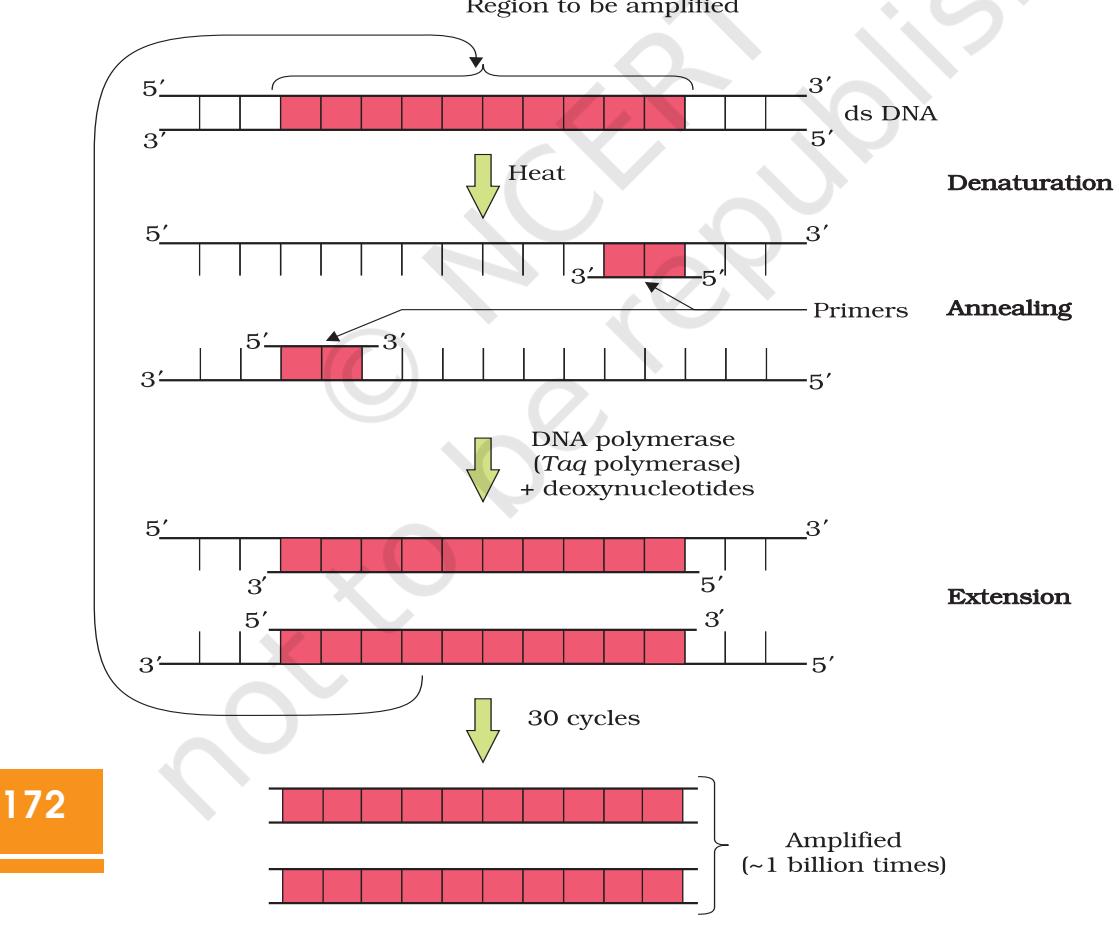 Region to be amplified
5′
3′
3′
5′
ds DNA
Heat
Denaturation
5′
3′
3′
5′
Primers
Annealing
5′
3′
3′
5′
DNA polymerase
(Taq polymerase)
+ deoxynucleotides
5′
3′
3′
5′
Extension
5′
3′
3′
5′
30 cycles
172
Amplified
(~1 billion times)
© NCERT
not to be republis